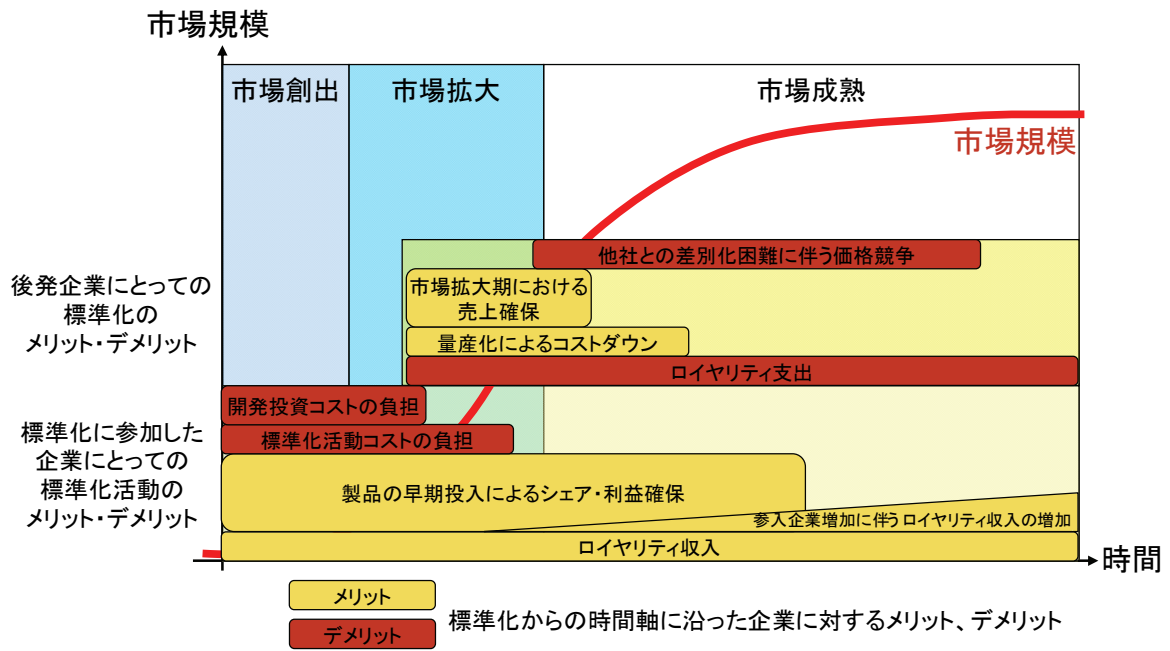 市場規模
市場創出
市場拡大
市場成熟
市場規模
後発企業にとっての
標準化の
メリット・デメリット
他社との差別化困難に伴う価格競争
市場拡大期における
売上確保
量産化によるコストダウン
ロイヤリティ支出
標準化に参加した
企業にとっての
標準化活動の
メリット・デメリット
開発投資コストの負担
標準化活動コストの負担
製品の早期投入によるシェア・利益確保
参入企業増加に伴うロイヤリティ収入の増加
ロイヤリティ収入
時間
メリット
デメリット
標準化からの時間軸に沿った企業に対するメリット、デメリット